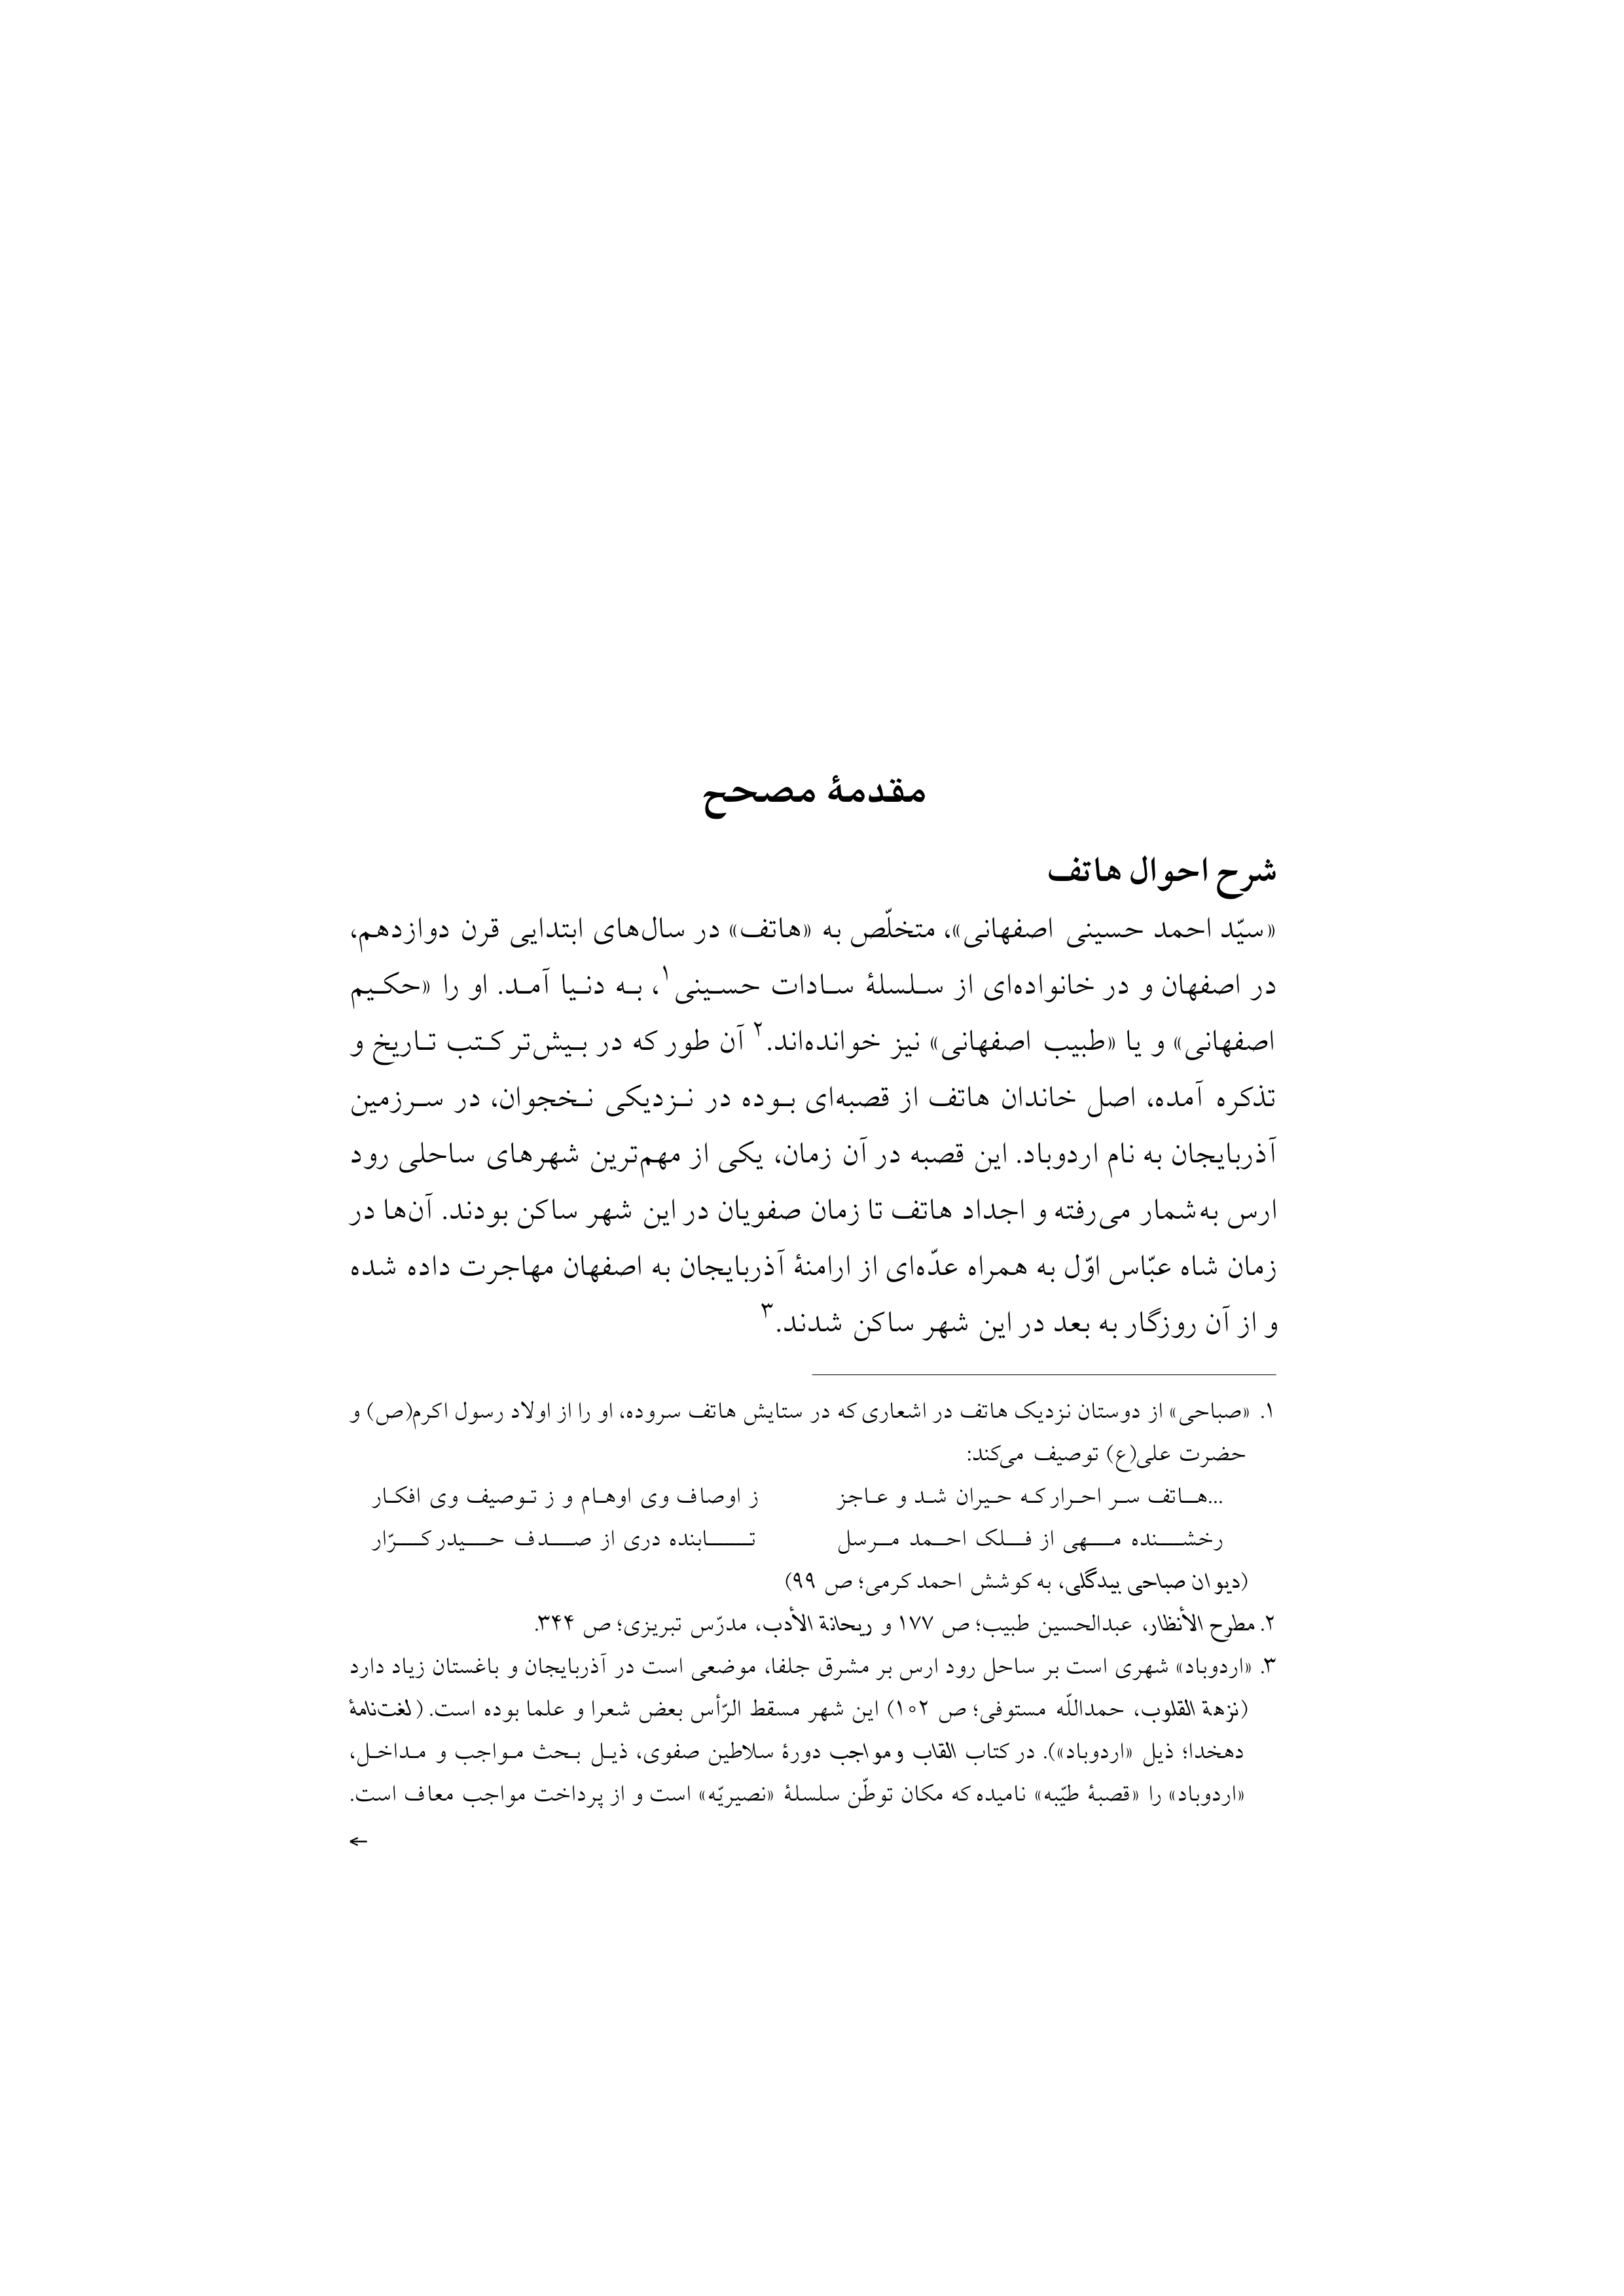 مقدمهٔ مصحح
شرح احوال هاتف
«سیّد احمد حسینی اصفهانی»، متخلّص به «هاتف» در سال‌های ابتدایی قرن دوازدهم،
در اصفهان و در خانواده‌ای از سلسلهٔ سادات حسینی۱، به دنیا آمد. او را «حکیم
اصفهانی» و یا «طبیب اصفهانی» نیز خوانده‌اند.۲ آن طور که در بیش‌تر کتب تاریخ و
تذکره آمده، اصل خاندان هاتف از قصبه‌ای بوده در نزدیکی نخجوان، در سرزمین
آذربایجان به نام اردوباد. این قصبه در آن زمان، یکی از مهم‌ترین شهرهای ساحلی رود
ارس به‌شمار می‌رفته و اجداد هاتف تا زمان صفویان در این شهر ساکن بودند. آن‌ها در
زمان شاه عبّاس اوّل به همراه عدّه‌ای از ارامنهٔ آذربایجان به اصفهان مهاجرت داده شده
و از آن روزگار به بعد در این شهر ساکن شدند.۳
۱. «صباحی» از دوستان نزدیک هاتف در اشعاری که در ستایش هاتف سروده، او را از اولاد رسول اکرم(ص) و
حضرت علی(ع) توصیف می‌کند:
...هاتف سر احرار که حیران شد و عاجز ز اوصاف وی اوهام و ز توصیف وی افکار
رخشنده مهی از فلک احمد مرسل تابنده دری از صدف حیدر کرّار
(دیوان صباحی بیدگلی، به کوشش احمد کرمی؛ ص ۹۹)
۲. مطرح الأنظار، عبدالحسین طبیب؛ ص ۱۷۷ و ریحانة الأدب، مدرّس تبریزی؛ ص ۳۴۴.
۳. «اردوباد» شهری است بر ساحل رود ارس بر مشرق جلفا، موضعی است در آذربایجان و باغستان زیاد دارد
(نزهة القلوب، حمداللّه مستوفی؛ ص ۱۰۲) این شهر مسقط الرّأس بعض شعرا و علما بوده است. (لغت‌نامهٔ
دهخدا؛ ذیل «اردوباد»). در کتاب القاب و مواجب دورهٔ سلاطین صفوی، ذیل بحث مواجب و مداخل،
«اردوباد» را «قصبهٔ طیّبه» نامیده که مکان توطّن سلسلهٔ «نصیریّه» است و از پرداخت مواجب معاف است.
←